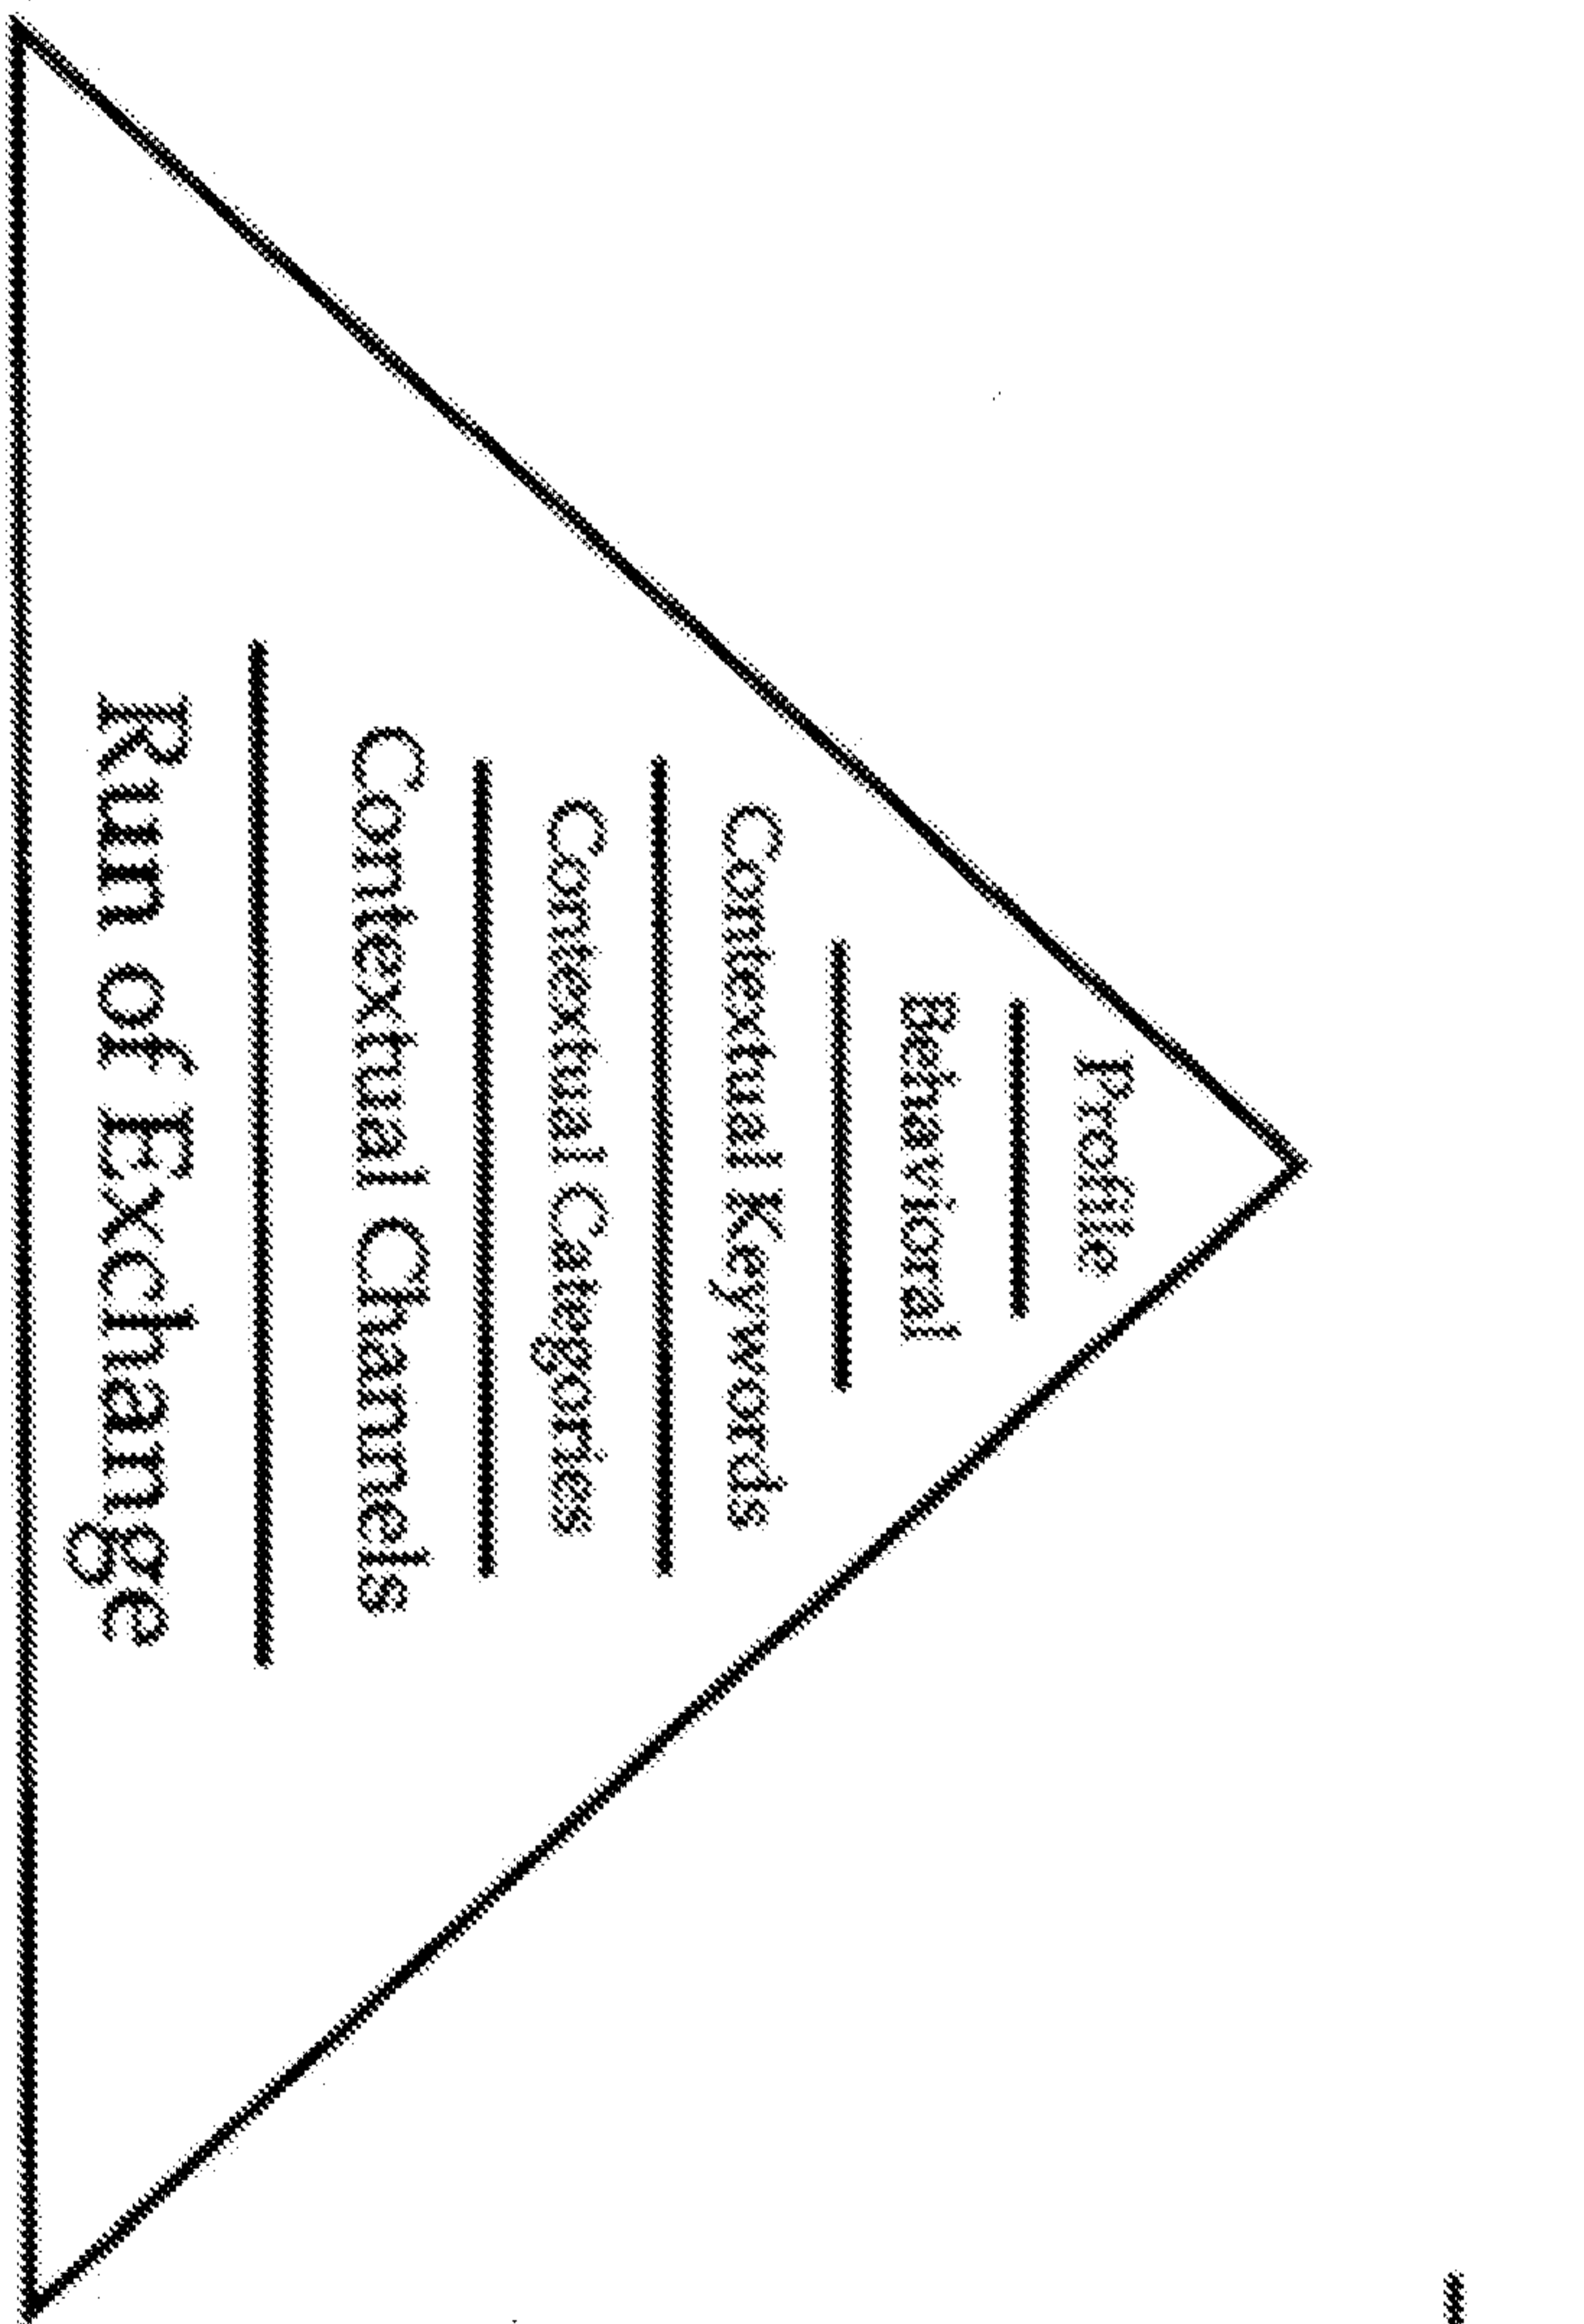 Profile
Behavioral
Contextual Keywords
Contextual Categories
Contextual Channels
Run of Exchange